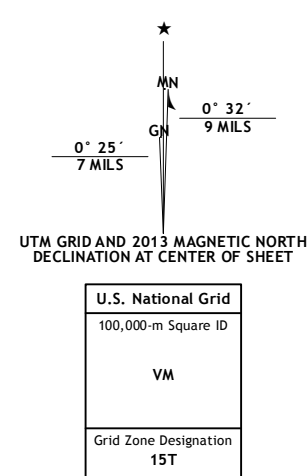 ★
MN
0° 32´
9 MILS
GN
0° 25´
7 MILS
UTM GRID AND 2013 MAGNETIC NORTH
DECLINATION AT CENTER OF SHEET
U.S. National Grid
100,000-m Square ID
VM
Grid Zone Designation
15T